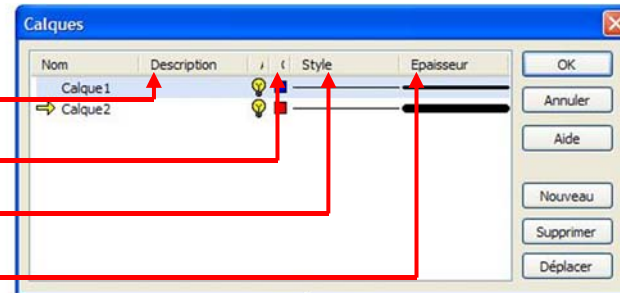 Calques
Nom Description A C Style Epaisseur OK
Calque1
Annuler
Calque2
Aide
Nouveau
Supprimer
Déplacer